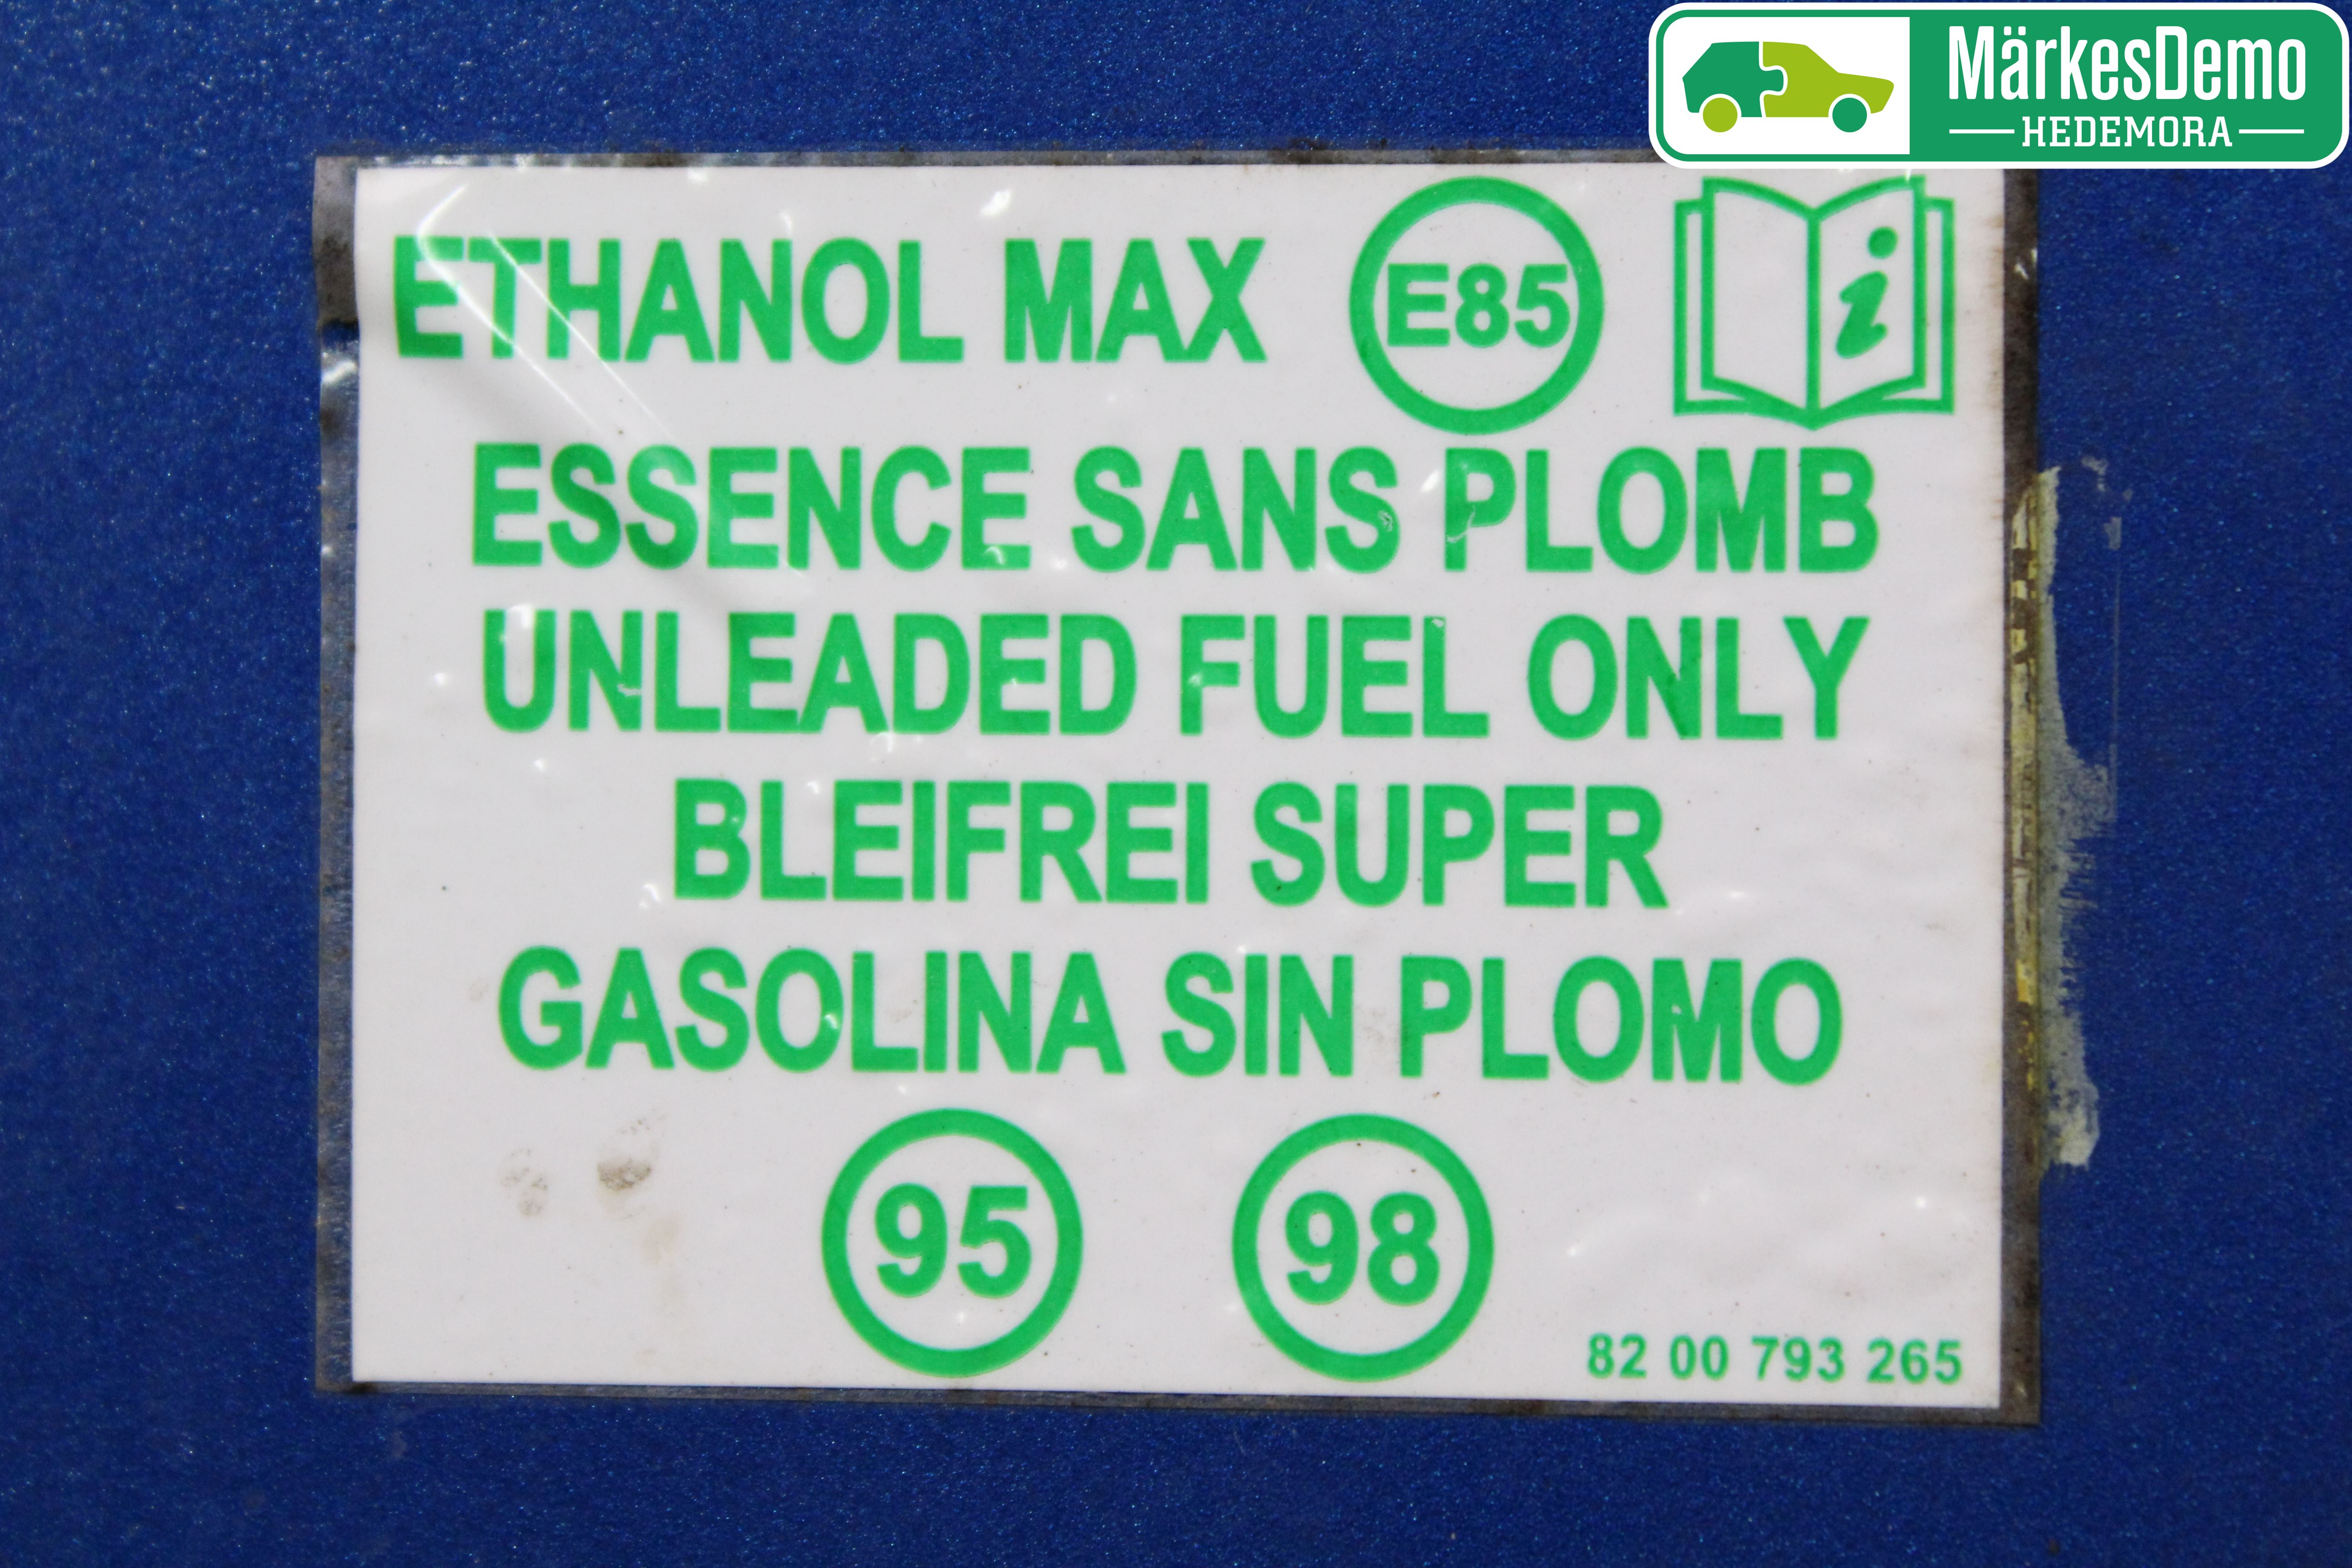 MärkesDemo
HEDEMORA
ETHANOL MAX E85 i
ESSENCE SANS PLOMB
UNLEADED FUEL ONLY
BLEIFREI SUPER
GASOLINA SIN PLOMO
95 98
82 00 793 265